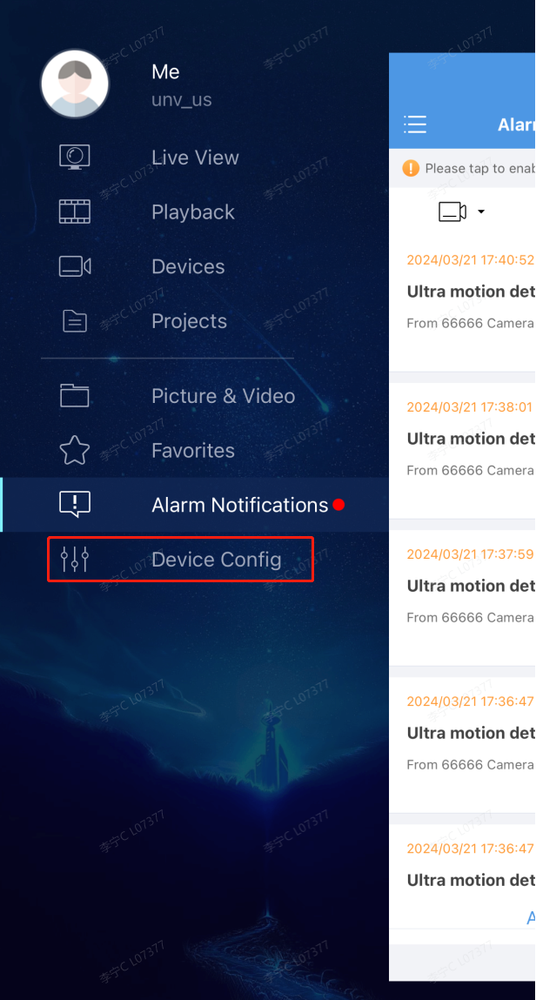 Me
unv_us
Live View
Playback
Devices
Projects
Picture & Video
Favorites
Alarm Notifications
Device Config
Alarr
Please tap to enab
2024/03/21 17:40:52
Ultra motion det
From 66666 Camera
2024/03/21 17:38:01
Ultra motion det
From 66666 Camera
2024/03/21 17:37:59
Ultra motion det
From 66666 Camera
2024/03/21 17:36:47
Ultra motion det
From 66666 Camera
2024/03/21 17:36:47
Ultra motion det
A
李宁C L07377